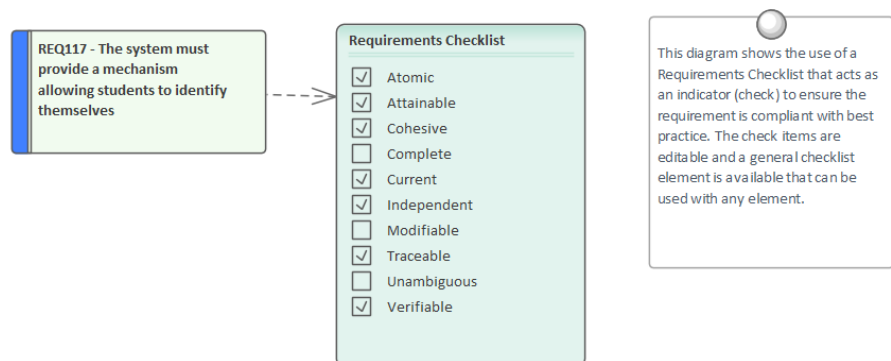 REQ117 - The system must
provide a mechanism
allowing students to identify
themselves
Requirements Checklist
Atomic
Attainable
Cohesive
Complete
Current
Independent
Modifiable
Traceable
Unambiguous
Verifiable
This diagram shows the use of a
Requirements Checklist that acts as
an indicator (check) to ensure the
requirement is compliant with best
practice. The check items are
editable and a general checklist
element is available that can be
used with any element.